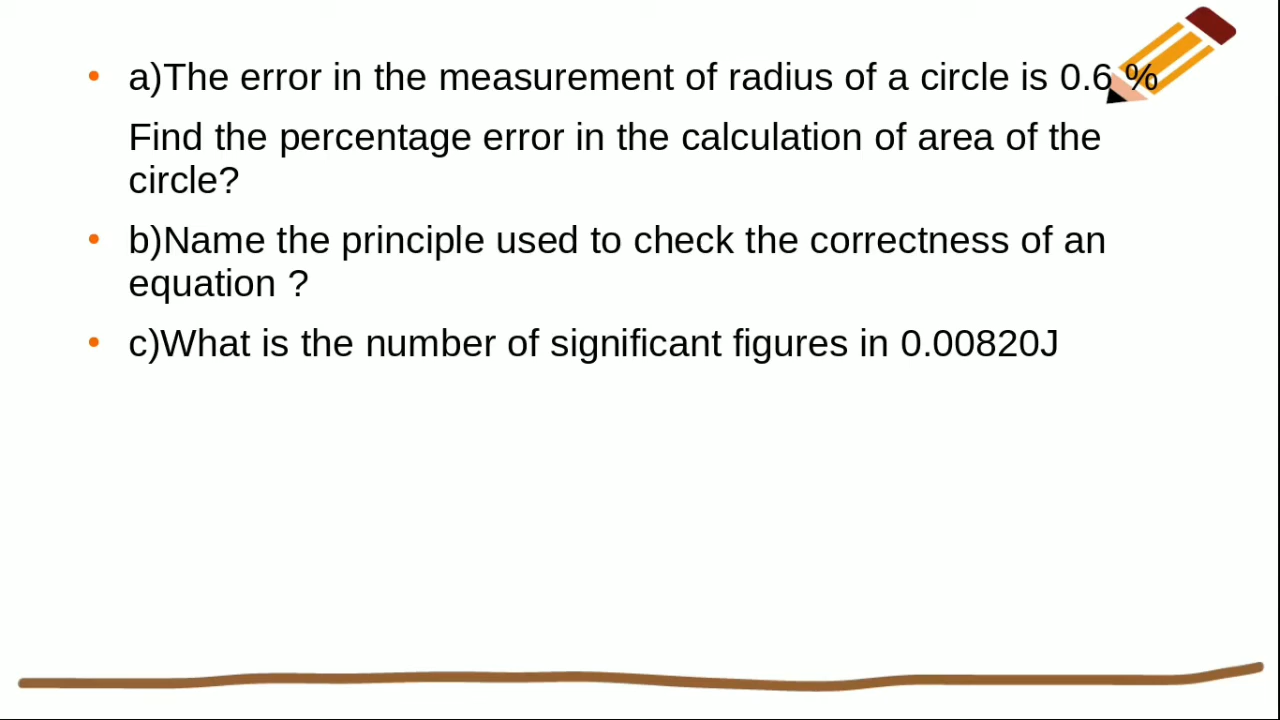 • a)The error in the measurement of radius of a circle is 0.6 %
Find the percentage error in the calculation of area of the
circle?
• b)Name the principle used to check the correctness of an
equation ?
• c)What is the number of significant figures in 0.00820J